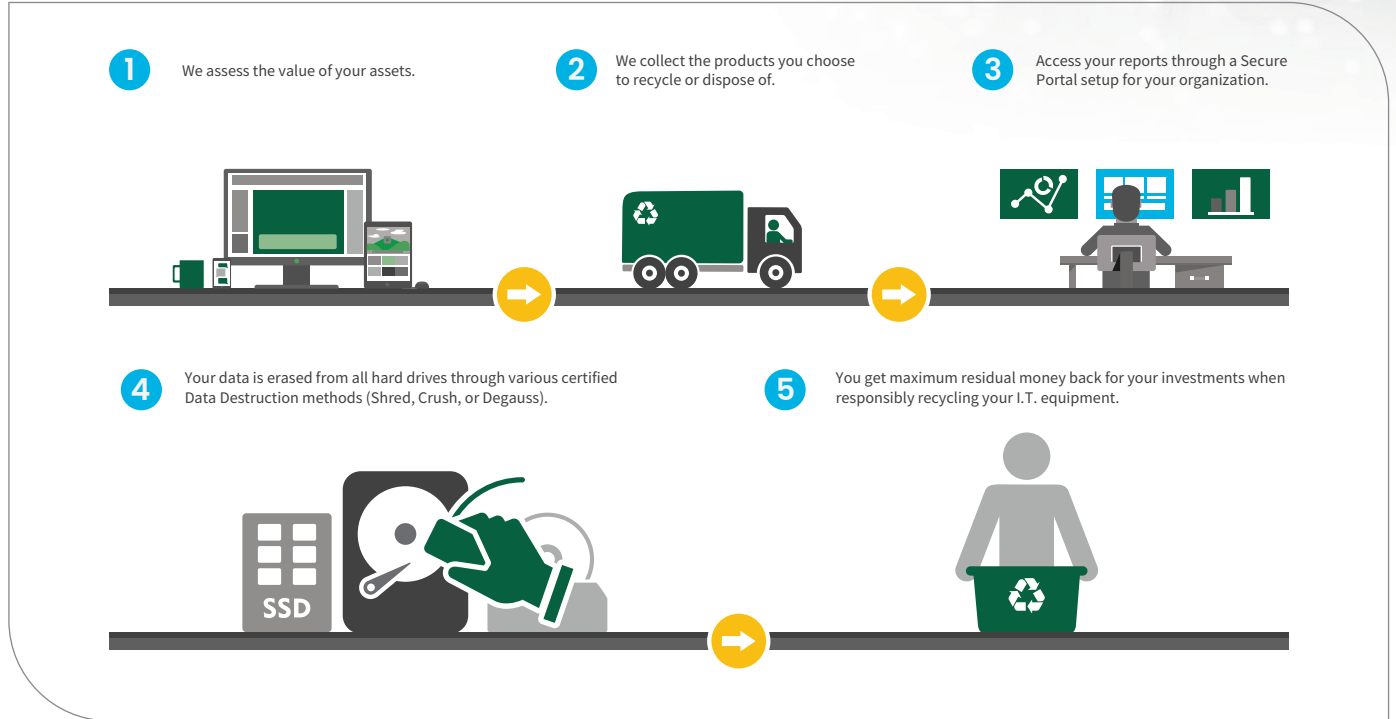 1
We assess the value of your assets.
2
We collect the products you choose
to recycle or dispose of.
3
Access your reports through a Secure
Portal setup for your organization.
4
Your data is erased from all hard drives through various certified
Data Destruction methods (Shred, Crush, or Degauss).
5
You get maximum residual money back for your investments when
responsibly recycling your I.T. equipment.
SSD